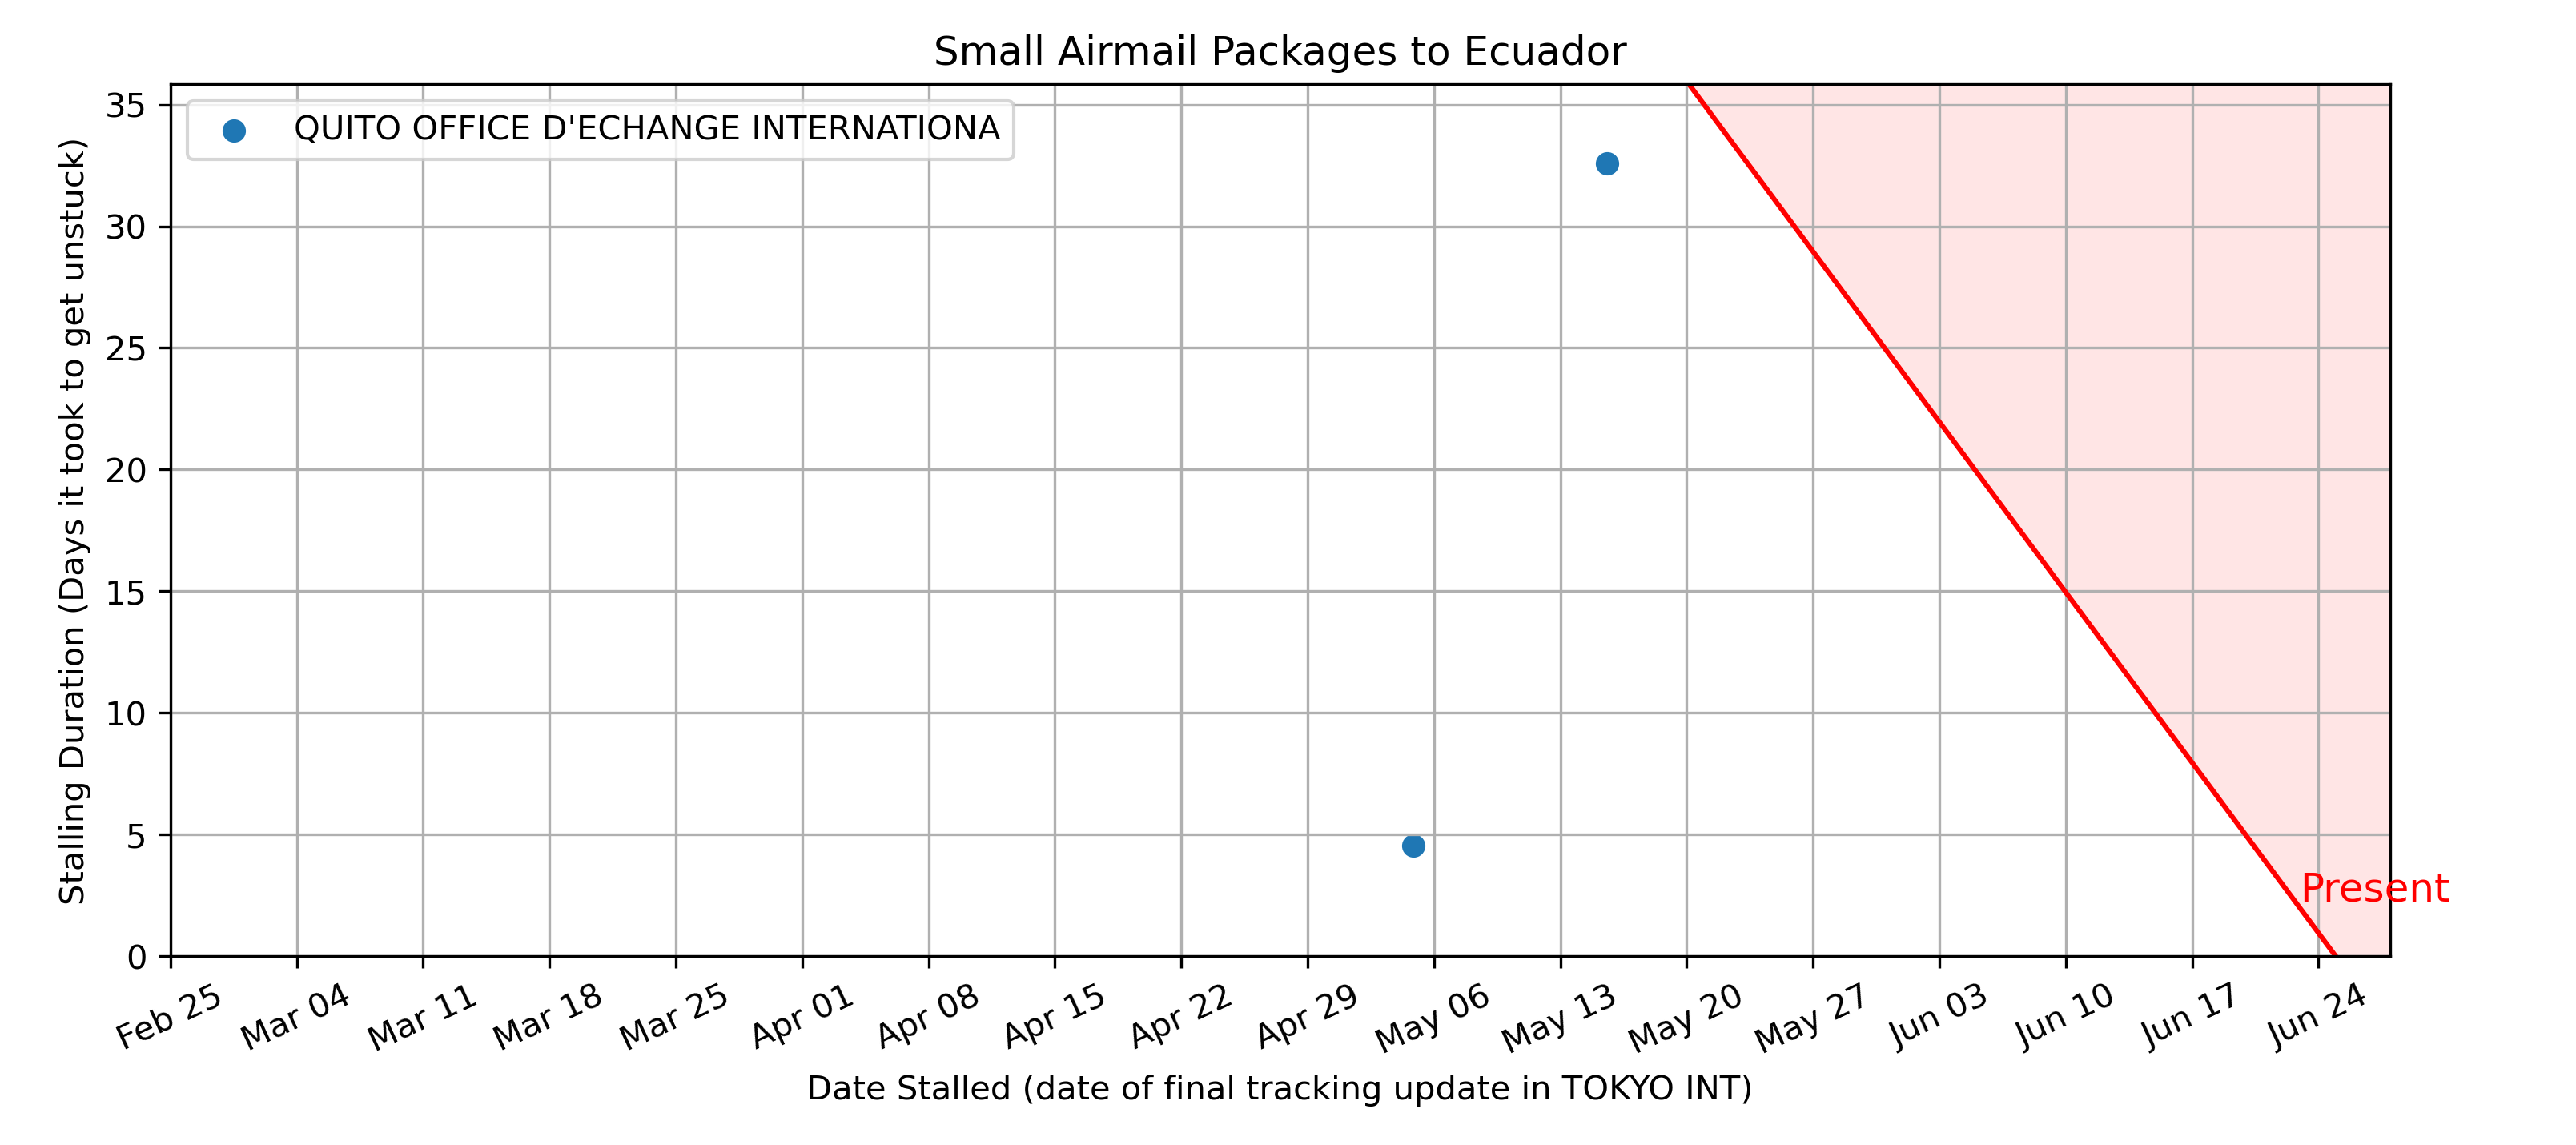 Small Airmail Packages to Ecuador
QUITO OFFICE D'ECHANGE INTERNATIONA
Stalling Duration (Days it took to get unstuck)
35
30
25
20
15
10
5
0
Present
Feb 25
Mar 04
Mar 11
Mar 18
Mar 25
Apr 01
Apr 08
Apr 15
Apr 22
Apr 29
May 06
May 13
May 20
May 27
Jun 03
Jun 10
Jun 17
Jun 24
Date Stalled (date of final tracking update in TOKYO INT)